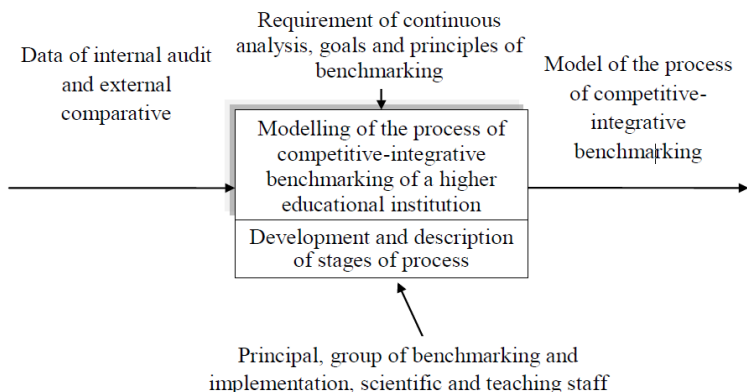 Requirement of continuous
analysis, goals and principles of
benchmarking
Data of internal audit
and external
comparative
Model of the process
of competitive-
integrative
benchmarking
Modelling of the process of
competitive-integrative
benchmarking of a higher
educational institution
Development and description
of stages of process
Principal, group of benchmarking and
implementation, scientific and teaching staff